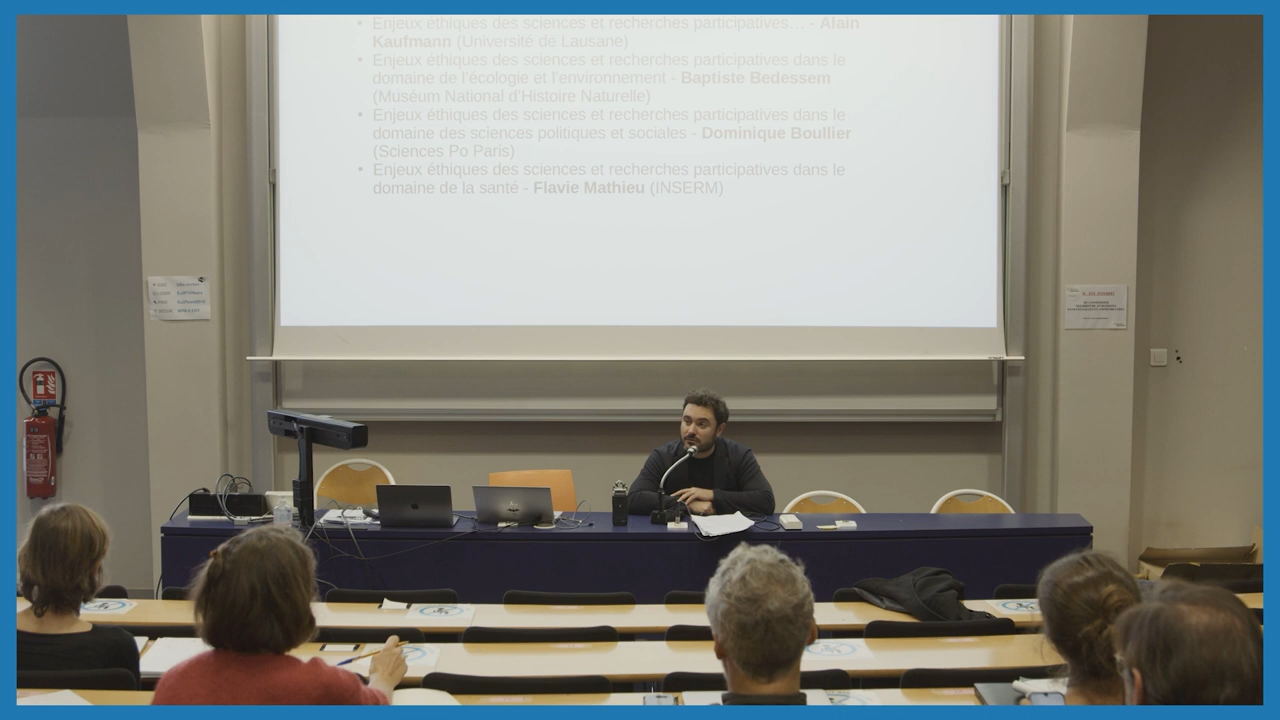 • Enjeux éthiques des sciences et recherches participatives... - Alain
Kaufmann (Université de Lausane)
• Enjeux éthiques des sciences et recherches participatives dans le
domaine de l'écologie et l'environnement - Baptiste Bedessem
(Muséum National d'Histoire Naturelle)
• Enjeux éthiques des sciences et recherches participatives dans le
domaine des sciences politiques et sociales - Dominique Boullier
(Sciences Po Paris)
• Enjeux éthiques des sciences et recherches participatives dans le
domaine de la santé - Flavie Mathieu (INSERM)